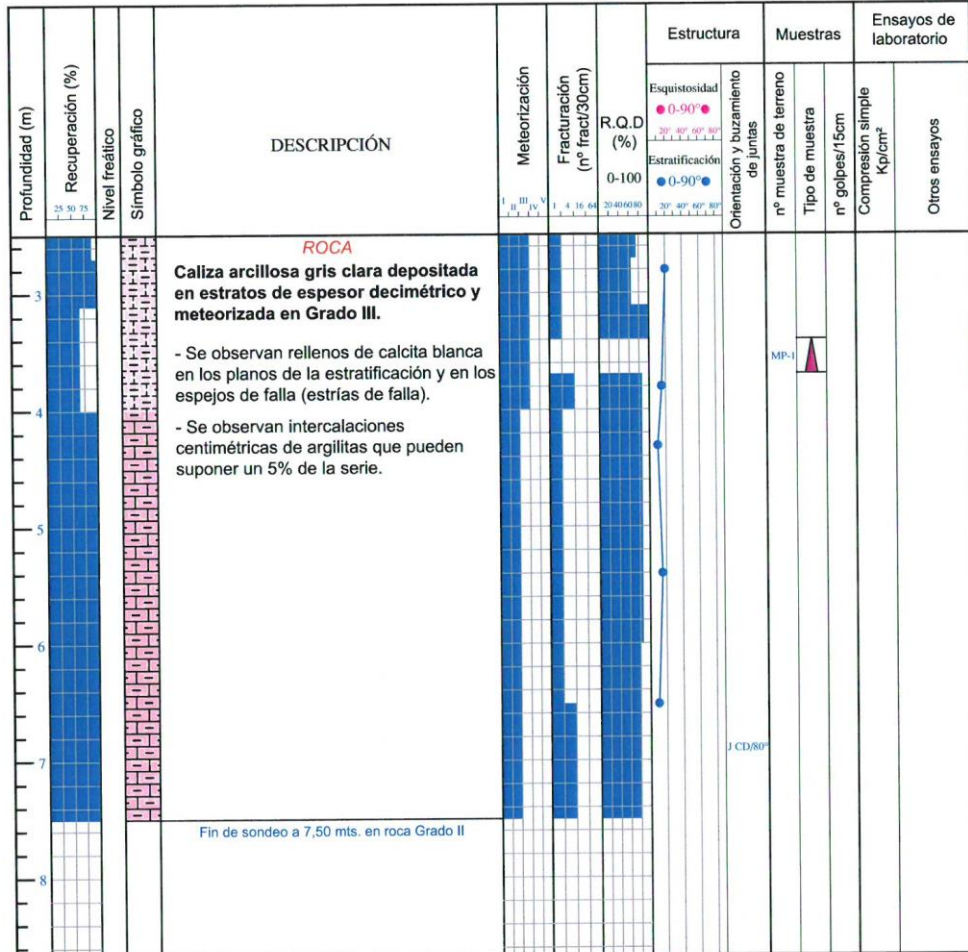 Profundidad (m)
Recuperación (%)
25 50 75
Nivel freático
Símbolo gráfico
DESCRIPCIÓN
Meteorización
I II III IV V
Fracturación
(nº fract/30cm)
1 4 16 64
R.Q.D
(%)
0-100
20 40 60 80
Estructura
Esquistosidad
0-90°
20° 40° 60° 80°
Estratificación
0-90°
20° 40° 60° 80°
Orientación y buzamiento
de juntas
Muestras
nº muestra de terreno
Tipo de muestra
nº golpes/15cm
Ensayos de
laboratorio
Compresión simple
Kp/cm²
Otros ensayos
ROCA
Caliza arcillosa gris clara depositada
en estratos de espesor decimétrico y
meteorizada en Grado III.
- Se observan rellenos de calcita blanca
en los planos de la estratificación y en los
espejos de falla (estrías de falla).
- Se observan intercalaciones
centimétricas de argilitas que pueden
suponer un 5% de la serie.
3
4
5
6
7
8
MP-1
J CD/80°
Fin de sondeo a 7,50 mts. en roca Grado II